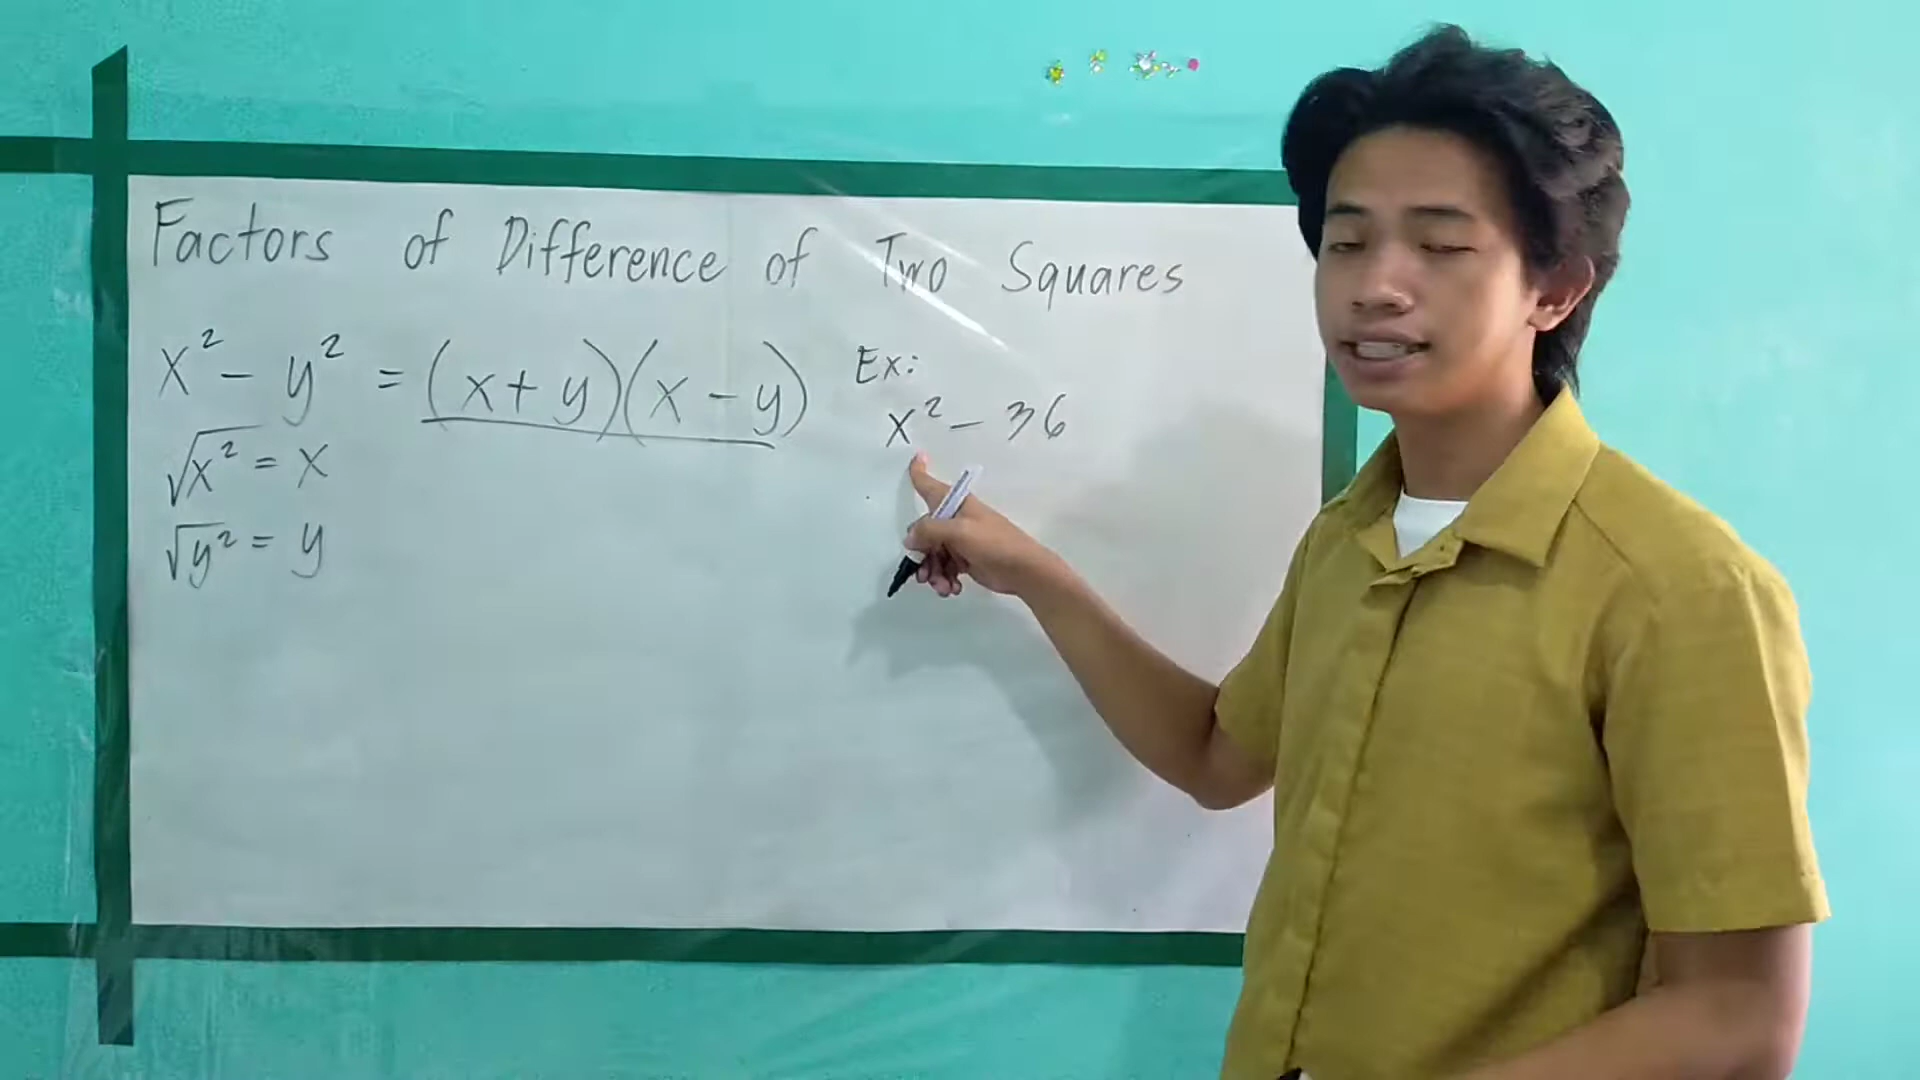 Factors of Difference of Two Squares
x² - y² = (x + y)(x - y)
√x² = x
√y² = y
Ex:
x² - 36